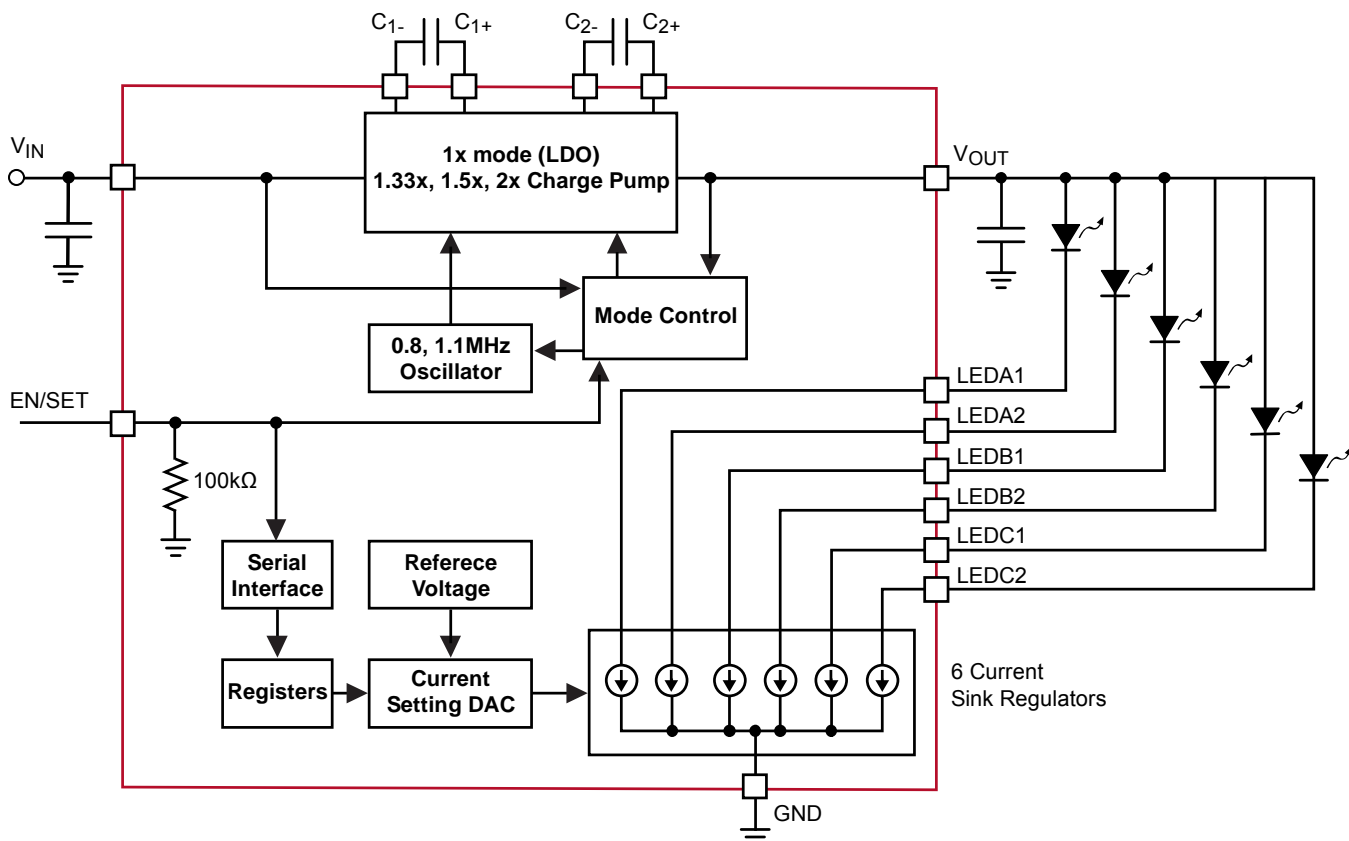 C1- C1+ C2- C2+
VIN
1x mode (LDO)
1.33x, 1.5x, 2x Charge Pump
VOUT
Mode Control
0.8, 1.1MHz
Oscillator
EN/SET
100kΩ
LEDA1
LEDA2
LEDB1
LEDB2
LEDC1
LEDC2
Serial
Interface
Referece
Voltage
Registers
Current
Setting DAC
6 Current
Sink Regulators
GND